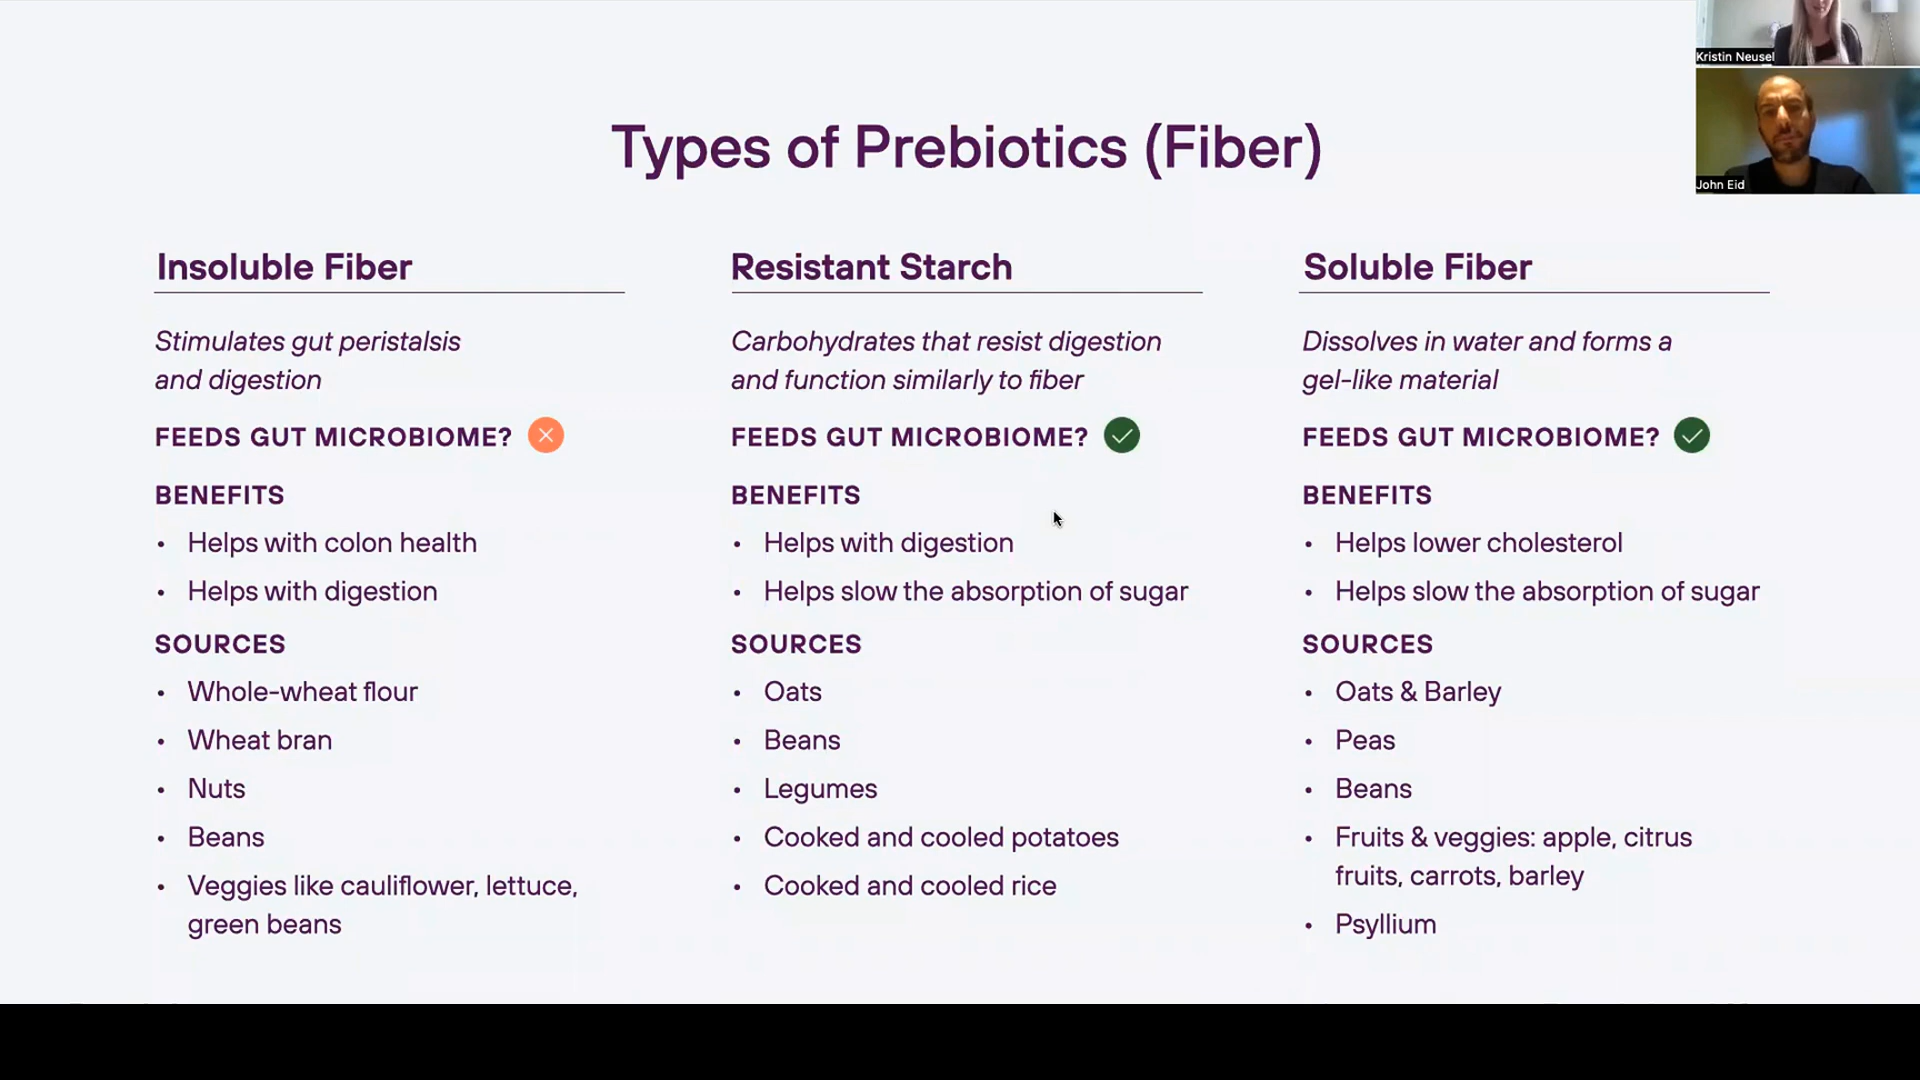 Kristin Neusel
John Eid
Types of Prebiotics (Fiber)
Insoluble Fiber
Stimulates gut peristalsis
and digestion
FEEDS GUT MICROBIOME?
BENEFITS
• Helps with colon health
• Helps with digestion
SOURCES
• Whole-wheat flour
• Wheat bran
• Nuts
• Beans
• Veggies like cauliflower, lettuce,
green beans
Resistant Starch
Carbohydrates that resist digestion
and function similarly to fiber
FEEDS GUT MICROBIOME?
BENEFITS
• Helps with digestion
• Helps slow the absorption of sugar
SOURCES
• Oats
• Beans
• Legumes
• Cooked and cooled potatoes
• Cooked and cooled rice
Soluble Fiber
Dissolves in water and forms a
gel-like material
FEEDS GUT MICROBIOME?
BENEFITS
• Helps lower cholesterol
• Helps slow the absorption of sugar
SOURCES
• Oats & Barley
• Peas
• Beans
• Fruits & veggies: apple, citrus
fruits, carrots, barley
• Psyllium